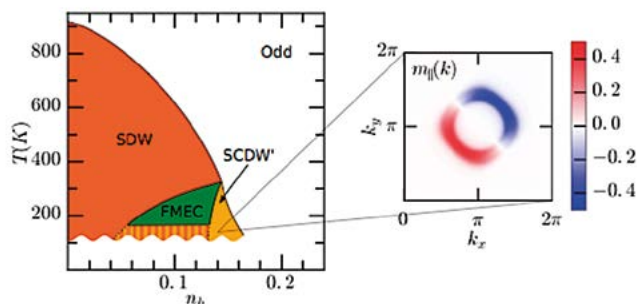 800
600
400
200
T(K)
0.1
0.2
Odd
SDW
SCDW'
FMEC
2π
π
0
π
2π
k_y
k_x
m_||(k)
0.4
0.2
0.0
−0.2
−0.4